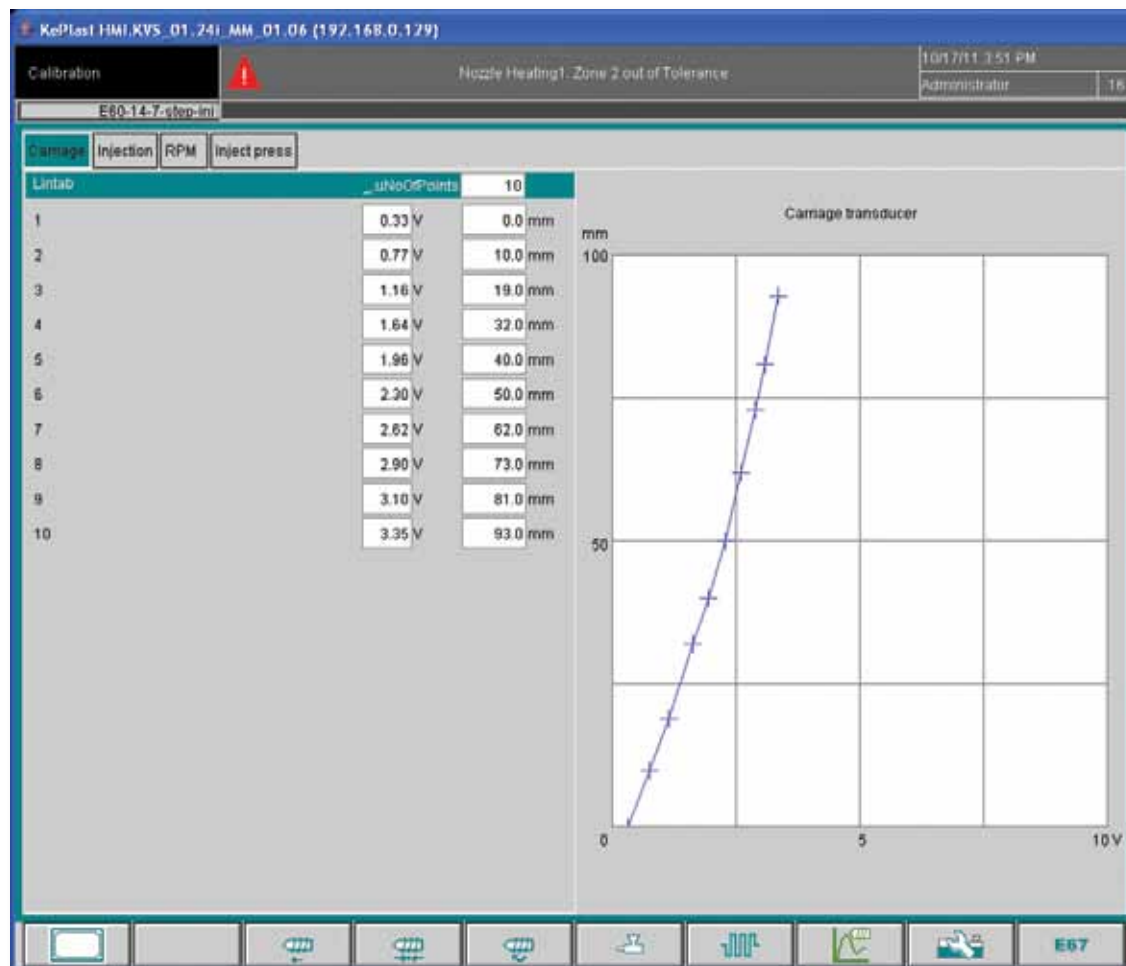 KePlast HMI.KVS_01.24i_MM_01.06 (192.168.0.129)
Calibration
Nozzle Heating1. Zone 2 out of Tolerance
10/17/11 3:51 PM
Administrator 16
E60-14-7-step-ini
Carriage Injection RPM Inject press
Lintab _uNoOfPoints 10
1 0.33 V 0.0 mm
2 0.77 V 10.0 mm
3 1.16 V 19.0 mm
4 1.64 V 32.0 mm
5 1.96 V 40.0 mm
6 2.30 V 50.0 mm
7 2.62 V 62.0 mm
8 2.90 V 73.0 mm
9 3.10 V 81.0 mm
10 3.35 V 93.0 mm
Carriage transducer
mm
100
50
0 5 10 V
E67